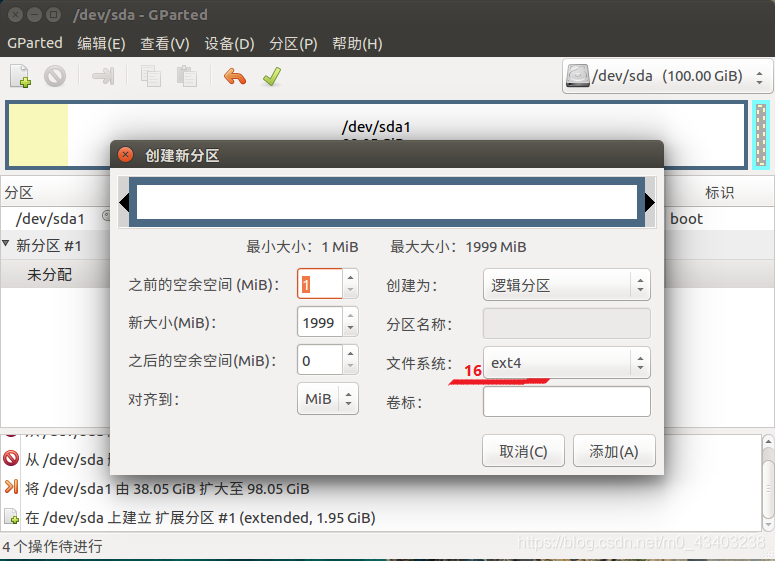 /dev/sda - GParted
GParted 编辑(E) 查看(V) 设备(D) 分区(P) 帮助(H)
/dev/sda (100.00 GiB)
/dev/sda1
创建新分区
分区 标识
/dev/sda1 boot
新分区 #1
未分配
最小大小：1 MiB 最大大小：1999 MiB
之前的空余空间 (MiB)： 1 创建为： 逻辑分区
新大小(MiB)： 1999 分区名称：
之后的空余空间(MiB)： 0 文件系统： 16 ext4
对齐到： MiB 卷标：
取消(C) 添加(A)
从 /dev/sda
将 /dev/sda1 由 38.05 GiB 扩大至 98.05 GiB
在 /dev/sda 上建立 扩展分区 #1 (extended, 1.95 GiB)
4 个操作待进行
https://blog.csdn.net/m0_43403238